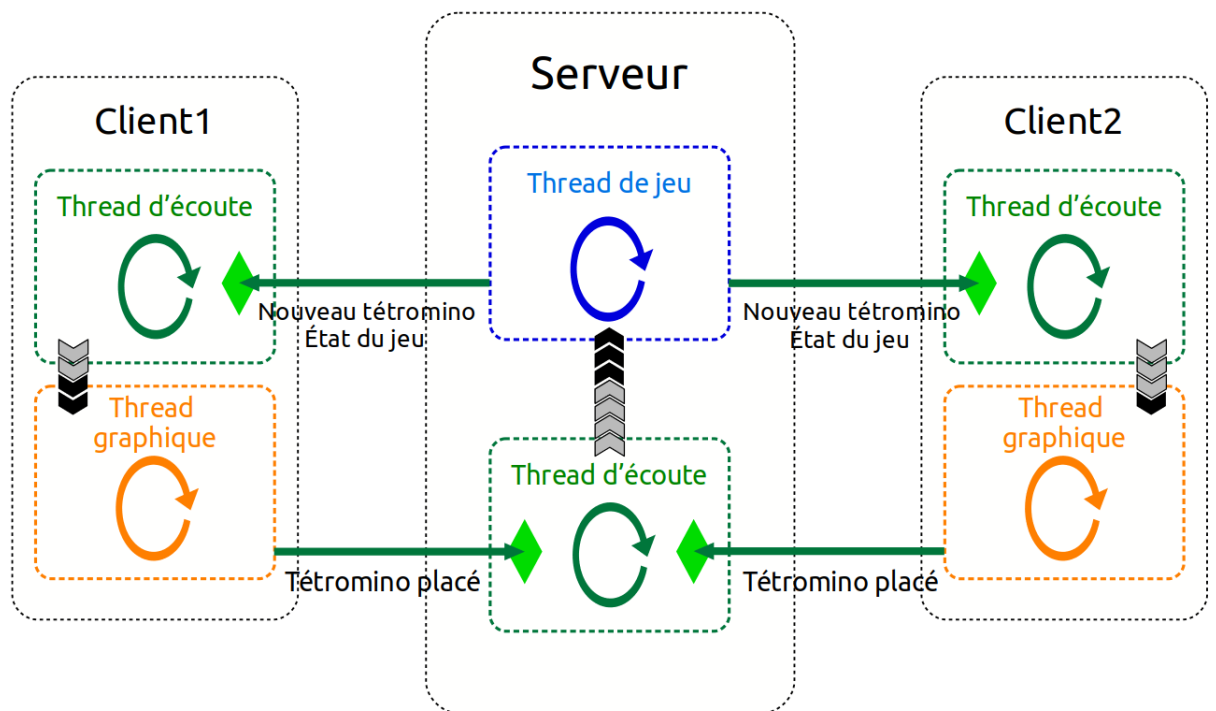 Serveur
Client1
Client2
Thread de jeu
Thread d'écoute
Thread d'écoute
Nouveau tétromino
État du jeu
Nouveau tétromino
État du jeu
Thread
graphique
Thread
graphique
Thread d'écoute
Tétromino placé
Tétromino placé